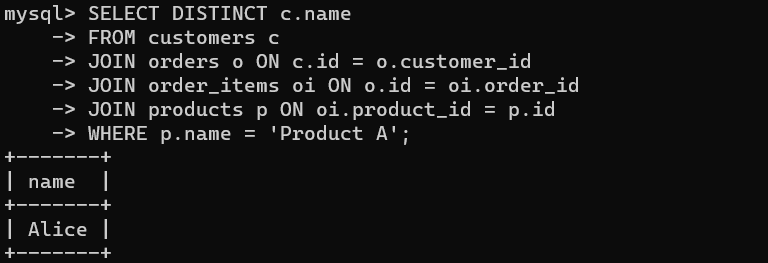 mysql> SELECT DISTINCT c.name
    -> FROM customers c
    -> JOIN orders o ON c.id = o.customer_id
    -> JOIN order_items oi ON o.id = oi.order_id
    -> JOIN products p ON oi.product_id = p.id
    -> WHERE p.name = 'Product A';
+-------+
| name  |
+-------+
| Alice |
+-------+